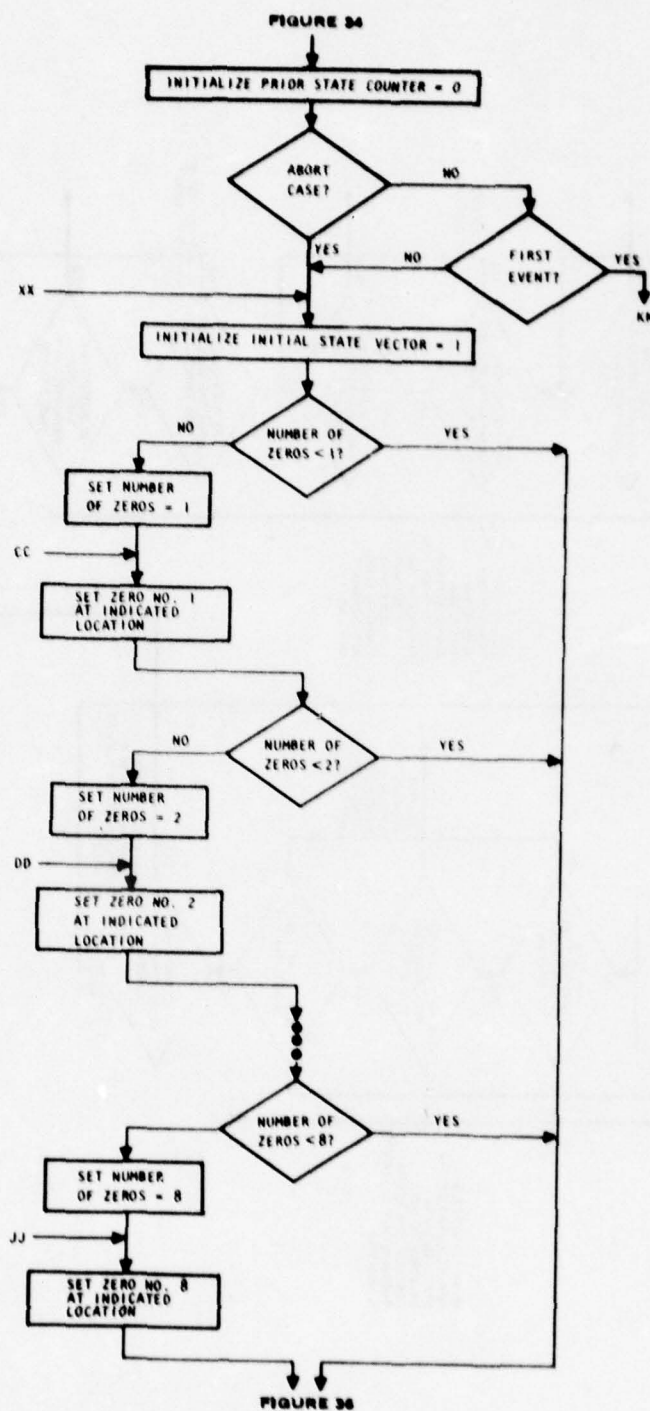 FIGURE 34
INITIALIZE PRIOR STATE COUNTER = 0
ABORT
CASE?
NO
YES
NO
FIRST
EVENT?
YES
XX
INITIALIZE INITIAL STATE VECTOR = 1
NO
NUMBER OF
ZEROS < 1?
YES
SET NUMBER
OF ZEROS = 1
CC
SET ZERO NO. 1
AT INDICATED
LOCATION
NO
NUMBER OF
ZEROS < 2?
YES
SET NUMBER
OF ZEROS = 2
DD
SET ZERO NO. 2
AT INDICATED
LOCATION
NUMBER OF
ZEROS < 8?
YES
SET NUMBER
OF ZEROS = 8
JJ
SET ZERO NO. 8
AT INDICATED
LOCATION
FIGURE 36